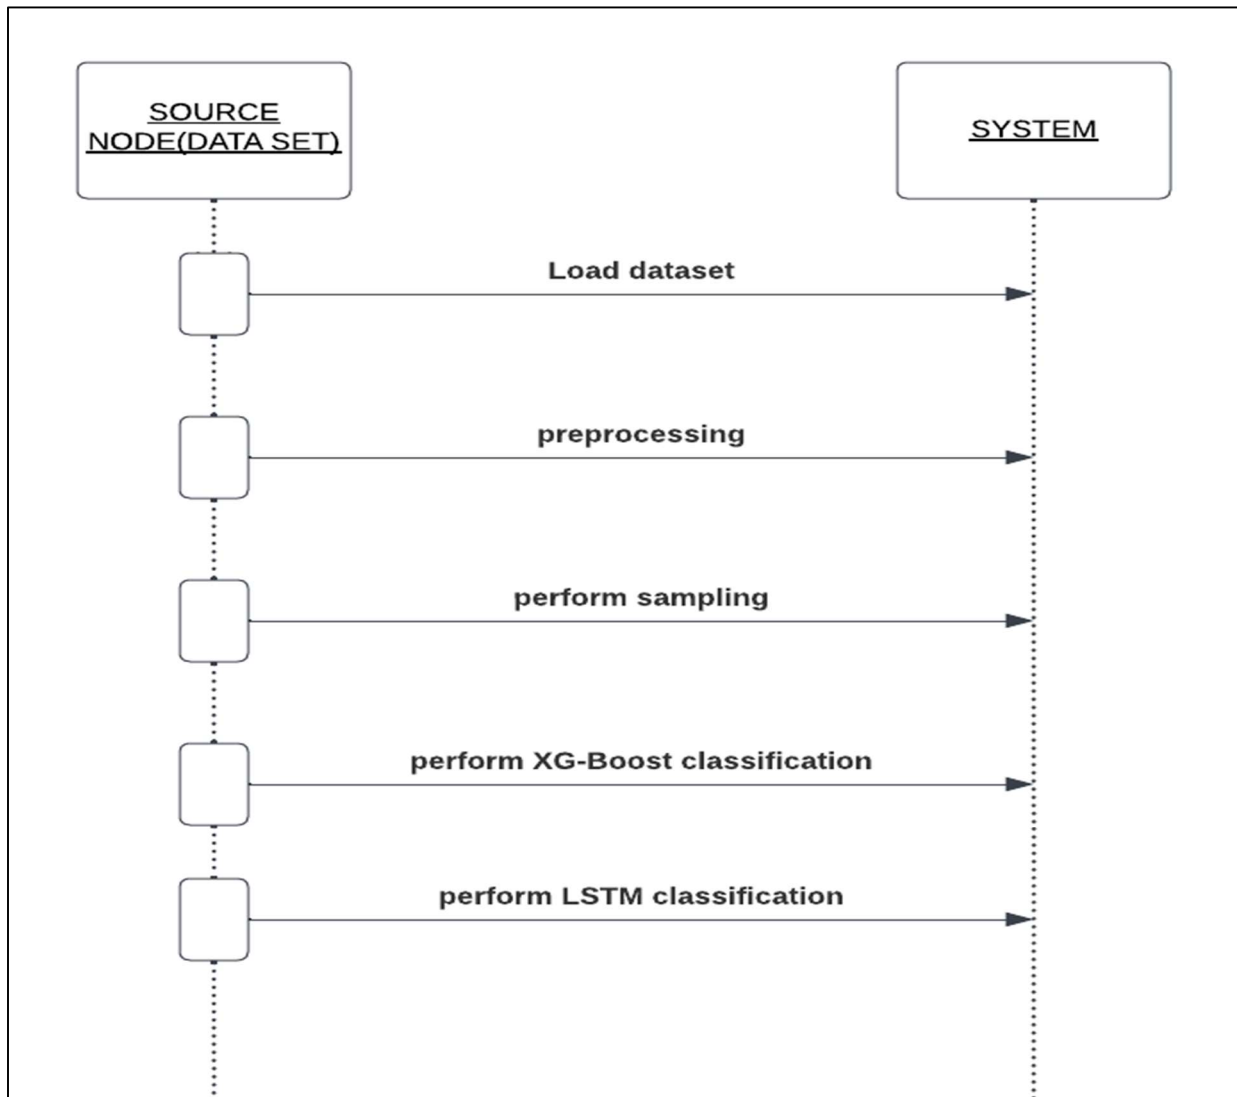 SOURCE
NODE(DATA SET)
SYSTEM
Load dataset
preprocessing
perform sampling
perform XG-Boost classification
perform LSTM classification